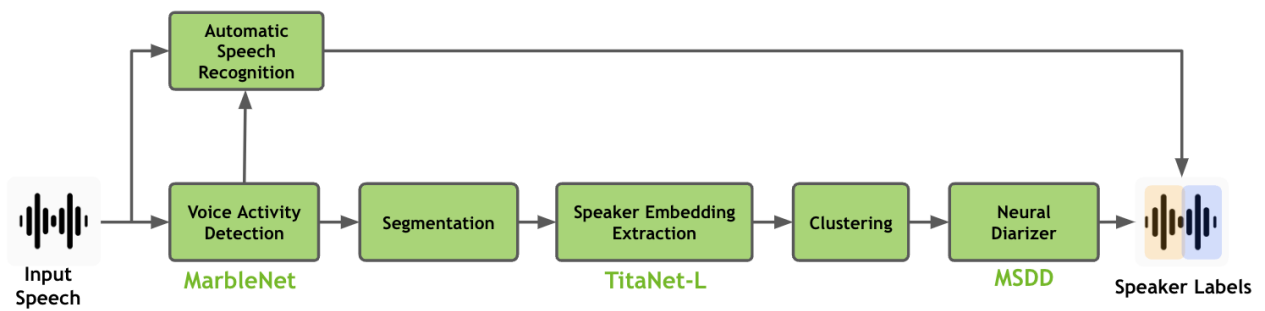 Automatic
Speech
Recognition
Voice Activity
Detection
Segmentation
Speaker Embedding
Extraction
Clustering
Neural
Diarizer
Input
Speech
MarbleNet
TitaNet-L
MSDD
Speaker Labels